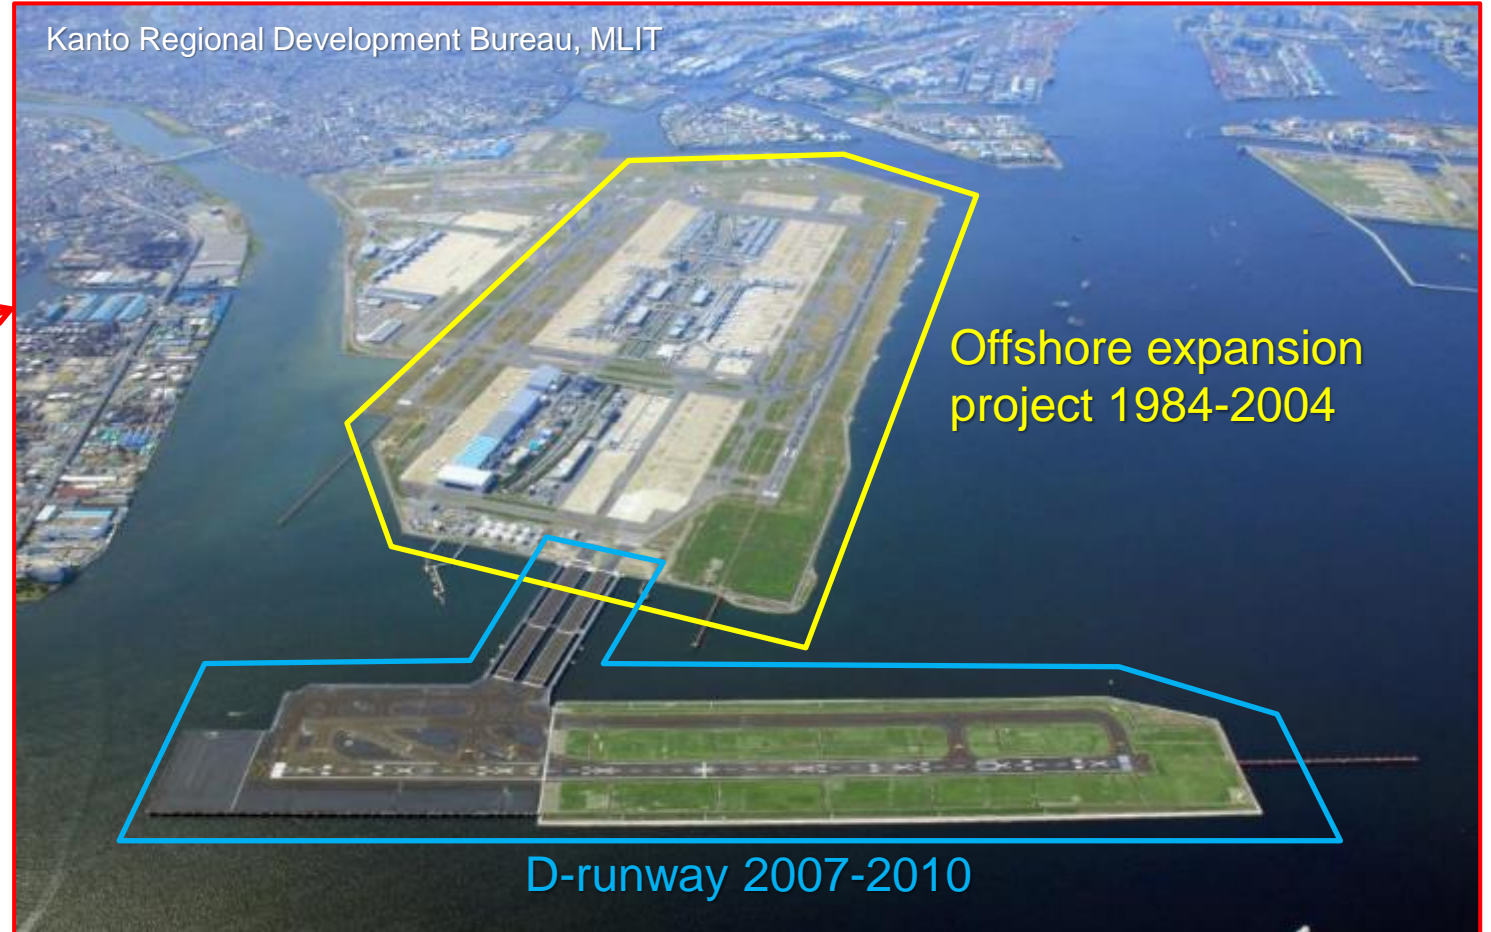 Kanto Regional Development Bureau, MLIT
Offshore expansion
project 1984-2004
D-runway 2007-2010